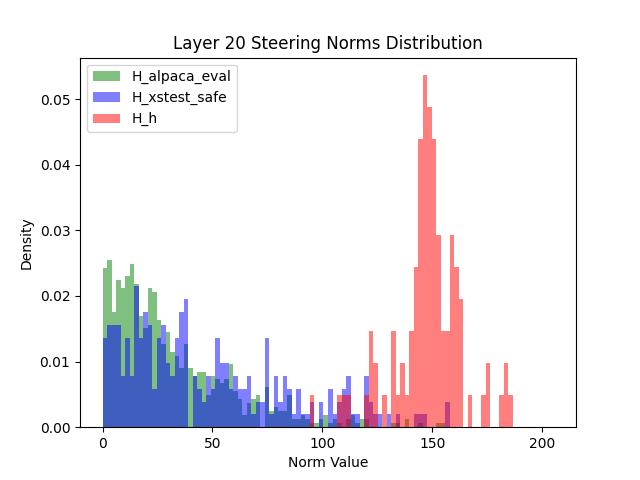 Layer 20 Steering Norms Distribution
H_alpaca_eval
H_xstest_safe
H_h
Density
0.05
0.04
0.03
0.02
0.01
0.00
0 50 100 150 200
Norm Value